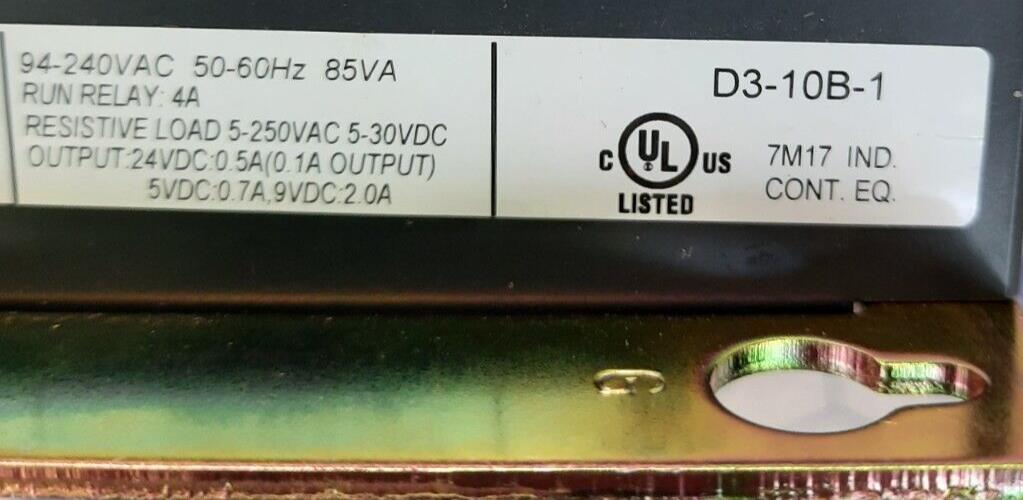 94-240VAC 50-60Hz 85VA
RUN RELAY: 4A
RESISTIVE LOAD 5-250VAC 5-30VDC
OUTPUT:24VDC:0.5A(0.1A OUTPUT)
5VDC:0.7A,9VDC:2.0A
D3-10B-1
C UL US
LISTED
7M17 IND.
CONT. EQ.